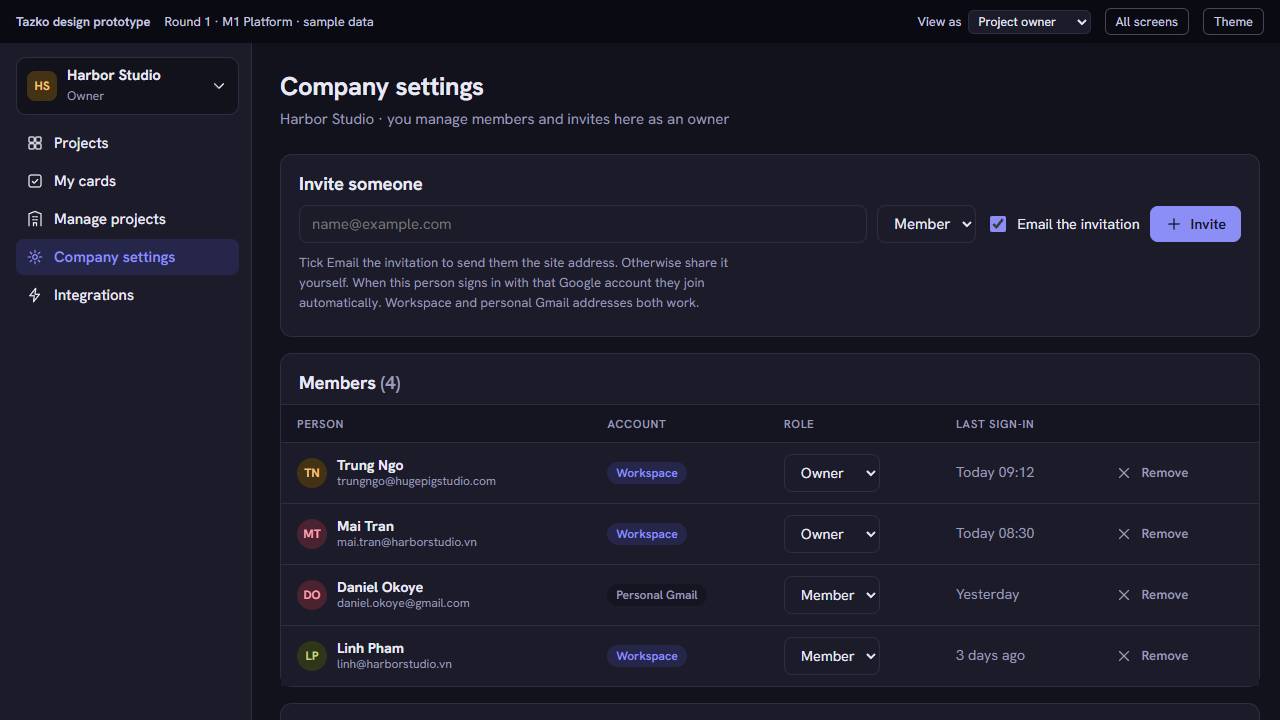 Tazko design prototype Round 1 · M1 Platform · sample data View as Project owner All screens Theme
HS Harbor Studio
Owner
Projects
My cards
Manage projects
Company settings
Integrations
Company settings
Harbor Studio · you manage members and invites here as an owner
Invite someone
name@example.com Member Email the invitation Invite
Tick Email the invitation to send them the site address. Otherwise share it
yourself. When this person signs in with that Google account they join
automatically. Workspace and personal Gmail addresses both work.
Members (4)
PERSON ACCOUNT ROLE LAST SIGN-IN
TN Trung Ngo Workspace Owner Today 09:12 Remove
trungngo@hugepigstudio.com
MT Mai Tran Workspace Owner Today 08:30 Remove
mai.tran@harborstudio.vn
DO Daniel Okoye Personal Gmail Member Yesterday Remove
daniel.okoye@gmail.com
LP Linh Pham Workspace Member 3 days ago Remove
linh@harborstudio.vn